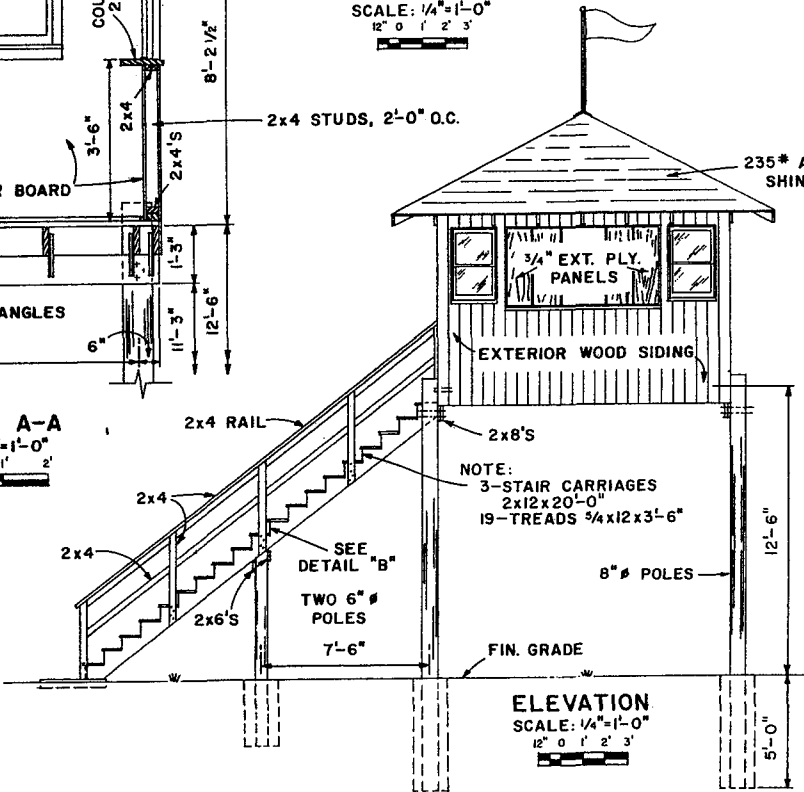 SCALE: 1/4"=1'-0"
12" 0 1' 2' 3'
8'-2 1/2"
2x4
3'-6"
2x4 STUDS, 2'-0" O.C.
2x4'S
BOARD
235#
SHIN
1'-3"
12'-6"
11'-3"
ANGLES
6"
3/4" EXT. PLY.
PANELS
EXTERIOR WOOD SIDING
A-A
=1'-0"
1' 2'
2x4 RAIL
2x8'S
NOTE:
3-STAIR CARRIAGES
2x12x20'-0"
19-TREADS 5/4x12x3'-6"
2x4
2x4
SEE
DETAIL "B"
2x6'S
TWO 6" ø
POLES
8" ø POLES
12'-6"
7'-6"
FIN. GRADE
ELEVATION
SCALE: 1/4"=1'-0"
12" 0 1' 2' 3'
5'-0"